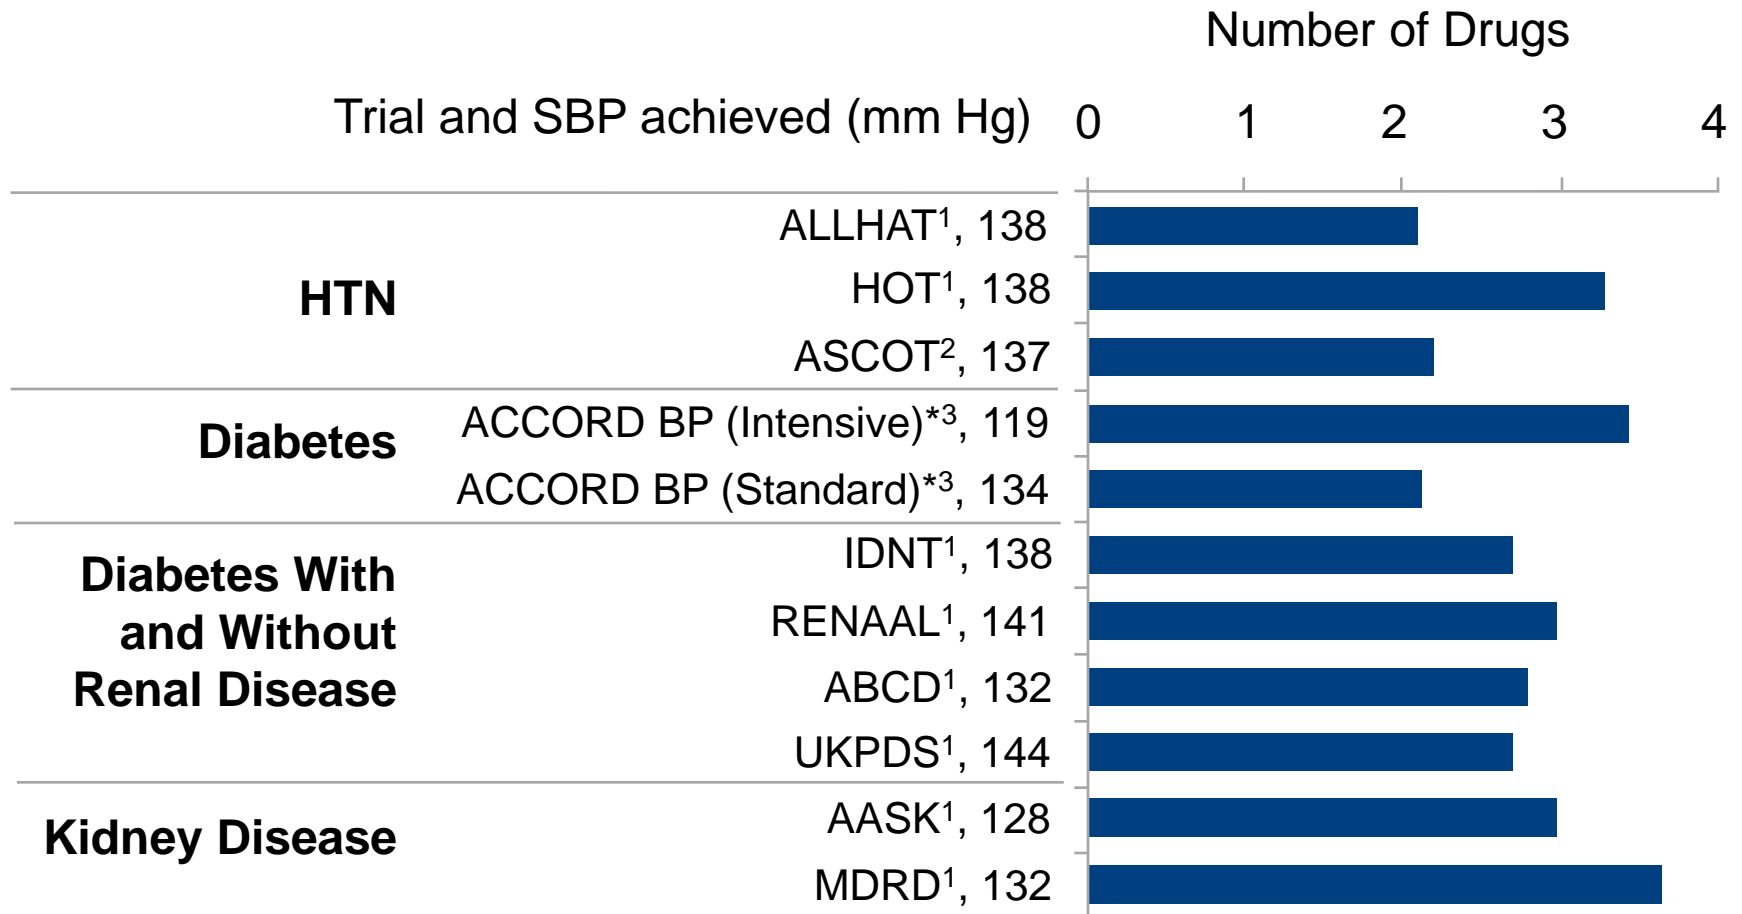 Number of Drugs
Trial and SBP achieved (mm Hg) 0 1 2 3 4
HTN
ALLHAT¹, 138
HOT¹, 138
ASCOT², 137
Diabetes
ACCORD BP (Intensive)*³, 119
ACCORD BP (Standard)*³, 134
Diabetes With
and Without
Renal Disease
IDNT¹, 138
RENAAL¹, 141
ABCD¹, 132
UKPDS¹, 144
Kidney Disease
AASK¹, 128
MDRD¹, 132